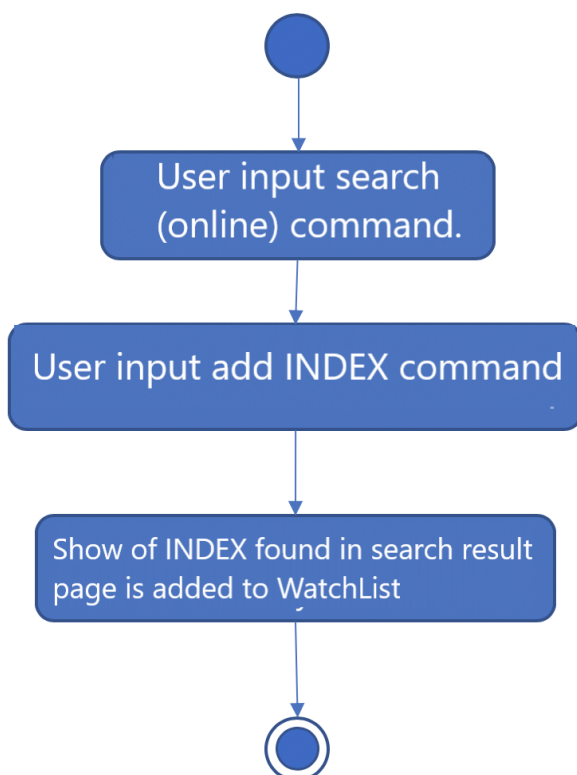 User input search
(online) command.
User input add INDEX command
Show of INDEX found in search result
page is added to WatchList